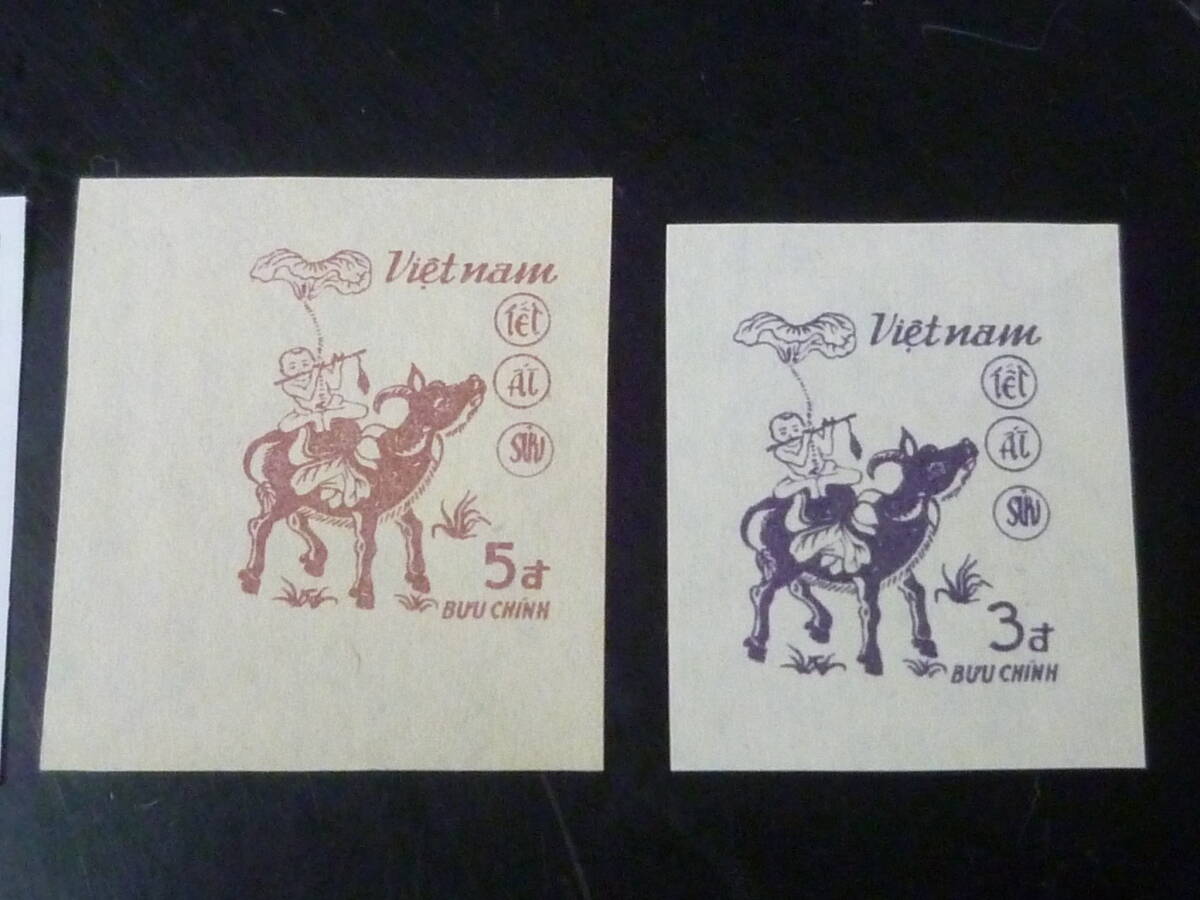 Việt nam
TẾT
ẤT
SỬU
5đ
BƯU CHÍNH
Việt nam
TẾT
ẤT
SỬU
3đ
BƯU CHÍNH